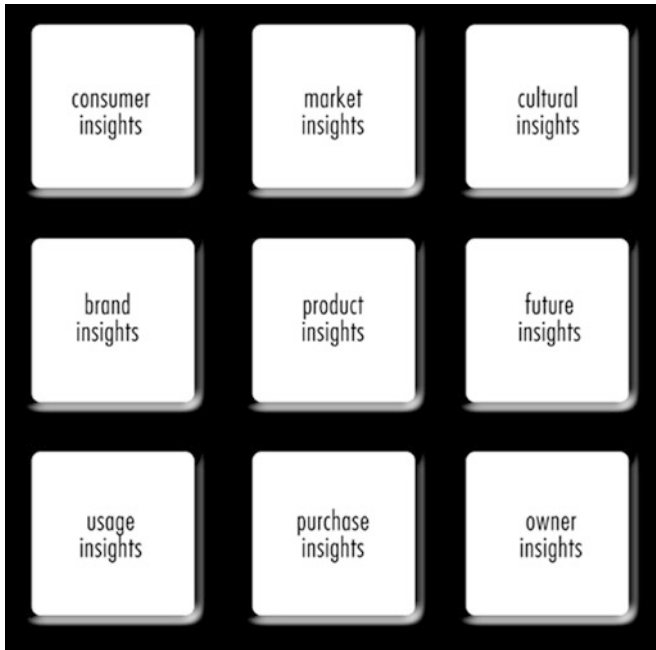 consumer
insights
market
insights
cultural
insights
brand
insights
product
insights
future
insights
usage
insights
purchase
insights
owner
insights